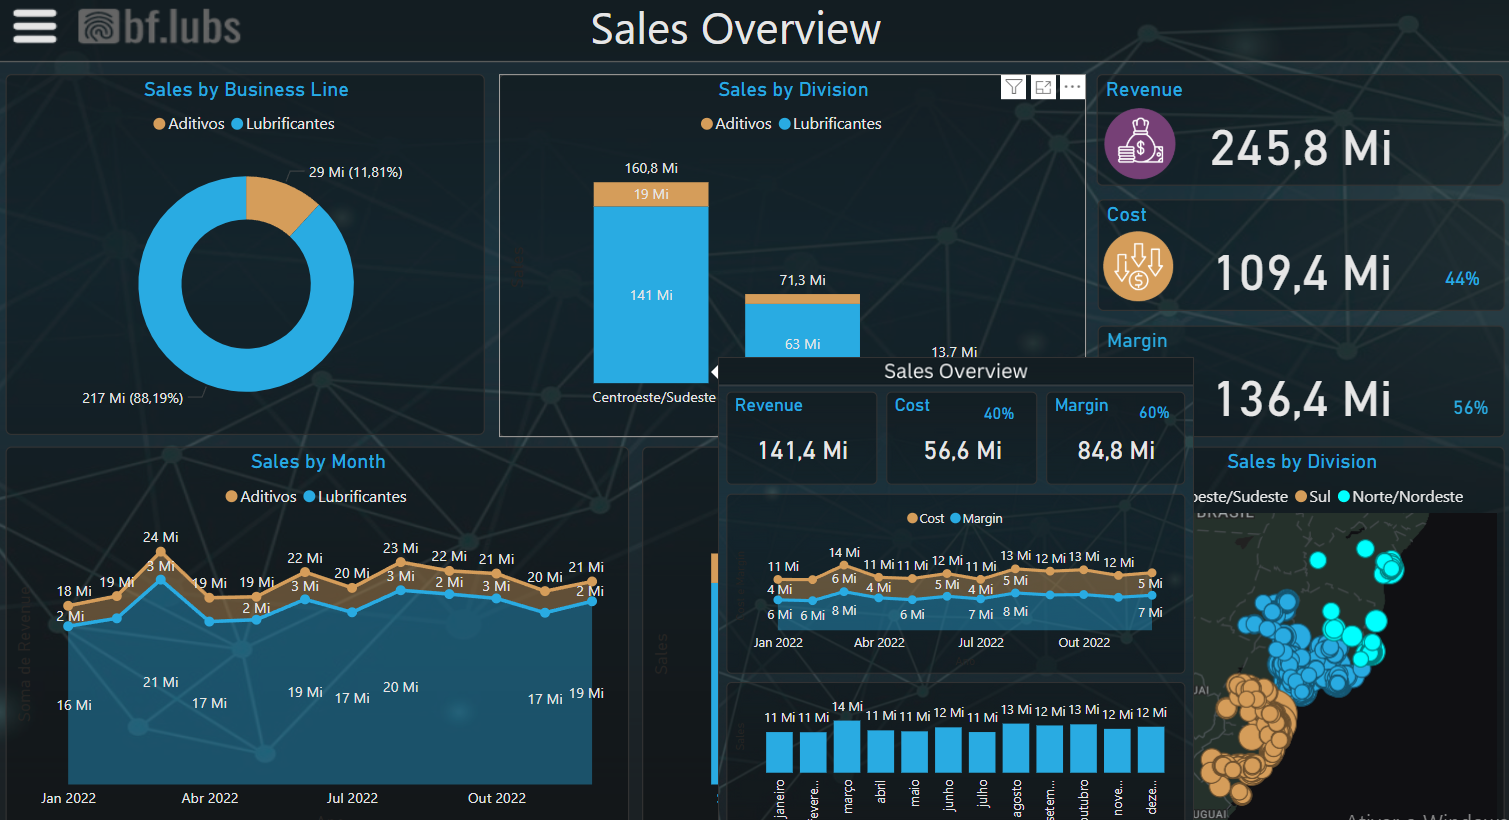 bf.lubs
Sales Overview
Sales by Business Line
Aditivos Lubrificantes
29 Mi (11,81%)
217 Mi (88,19%)
Sales by Division
Aditivos Lubrificantes
160,8 Mi
19 Mi
141 Mi
71,3 Mi
63 Mi
13,7 Mi
Centroeste/Sudeste
Revenue
245,8 Mi
Cost
109,4 Mi
44%
Margin
136,4 Mi
56%
Sales by Month
Aditivos Lubrificantes
Soma de Revenue
18 Mi 19 Mi 24 Mi 19 Mi 19 Mi 22 Mi 20 Mi 23 Mi 22 Mi 21 Mi 20 Mi 21 Mi
2 Mi 3 Mi 2 Mi 3 Mi 3 Mi 2 Mi 3 Mi 2 Mi
16 Mi 21 Mi 17 Mi 19 Mi 17 Mi 20 Mi 17 Mi 19 Mi
Jan 2022 Abr 2022 Jul 2022 Out 2022
Sales
Sales Overview
Revenue
141,4 Mi
Cost
40%
56,6 Mi
Margin
60%
84,8 Mi
Cost Margin
11 Mi 14 Mi 11 Mi 11 Mi 12 Mi 11 Mi 13 Mi 12 Mi 13 Mi 12 Mi
4 Mi 6 Mi 4 Mi 5 Mi 4 Mi 5 Mi 5 Mi
6 Mi 6 Mi 8 Mi 6 Mi 7 Mi 8 Mi 7 Mi
Jan 2022 Abr 2022 Jul 2022 Out 2022
Sales
11 Mi 11 Mi 14 Mi 11 Mi 11 Mi 12 Mi 11 Mi 13 Mi 12 Mi 13 Mi 12 Mi 12 Mi
janeiro
fevere...
março
abril
maio
junho
julho
agosto
setem...
outubro
nove...
deze...
Sales by Division
oeste/Sudeste Sul Norte/Nordeste
BRASIL
UAI
UGUAI